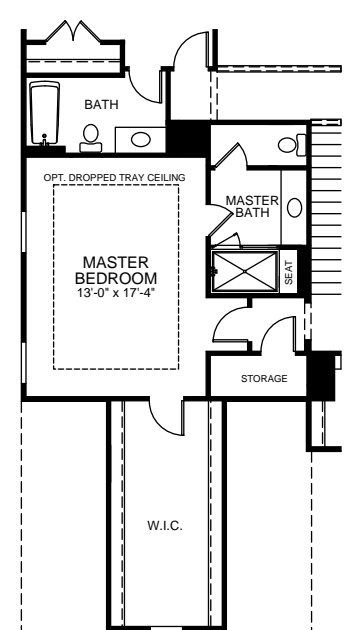 BATH
OPT. DROPPED TRAY CEILING
MASTER
BATH
MASTER
BEDROOM
13'-0" x 17'-4"
SEAT
STORAGE
W.I.C.